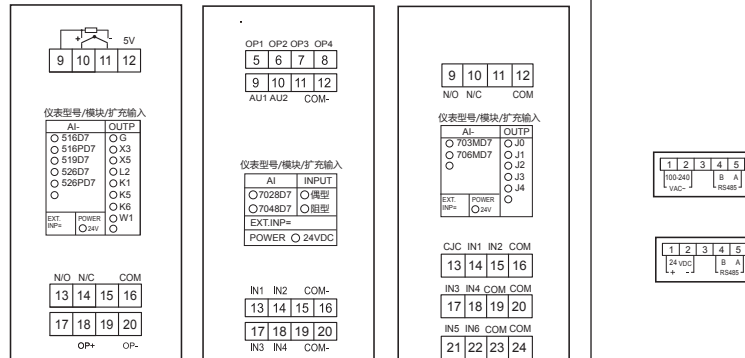 + - 5V
9 10 11 12
仪表型号/模块/扩充输入
AI- OUTP
516D7 G
516PD7 X3
519D7 X5
526D7 L2
526PD7 K1
K5
K6
EXT. INP= POWER 24V W1
N/O N/C COM
13 14 15 16
17 18 19 20
OP+ OP-
OP1 OP2 OP3 OP4
5 6 7 8
9 10 11 12
AU1 AU2 COM-
仪表型号/模块/扩充输入
AI INPUT
7028D7 偶型
7048D7 阻型
EXT.INP=
POWER 24VDC
IN1 IN2 COM-
13 14 15 16
17 18 19 20
IN3 IN4 COM-
9 10 11 12
N/O N/C COM
仪表型号/模块/扩充输入
AI- OUTP
703MD7 J0
706MD7 J1
J2
J3
J4
EXT. INP= POWER 24V
CJC IN1 IN2 COM
13 14 15 16
IN3 IN4 COM COM
17 18 19 20
IN5 IN6 COM COM
21 22 23 24
1 2 3 4 5
100-240 B A
VAC~ RS485
1 2 3 4 5
24 VDC B A
+ - RS485